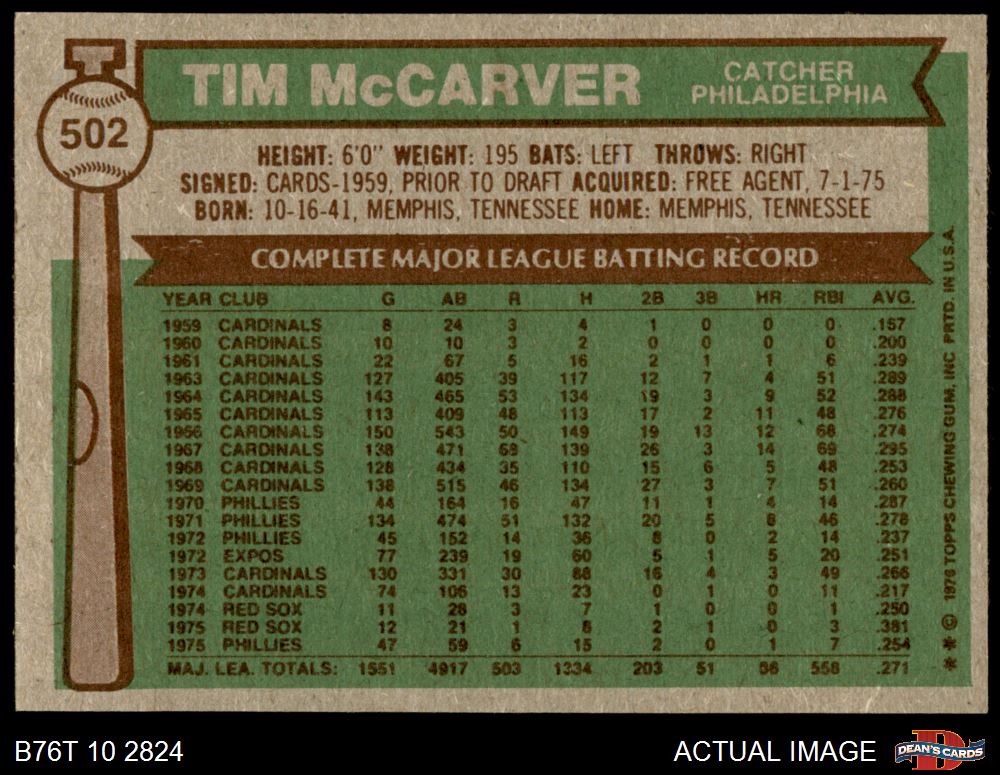 502
TIM McCARVER
CATCHER
PHILADELPHIA
HEIGHT: 6'0" WEIGHT: 195 BATS: LEFT THROWS: RIGHT
SIGNED: CARDS-1959, PRIOR TO DRAFT ACQUIRED: FREE AGENT, 7-1-75
BORN: 10-16-41, MEMPHIS, TENNESSEE HOME: MEMPHIS, TENNESSEE
COMPLETE MAJOR LEAGUE BATTING RECORD
YEAR CLUB G AB R H 2B 3B HR RBI AVG.
1959 CARDINALS 8 24 3 4 1 0 0 0 .167
1960 CARDINALS 10 10 3 2 0 0 0 0 .200
1961 CARDINALS 22 67 5 16 2 1 1 6 .239
1963 CARDINALS 127 405 39 117 12 7 4 51 .289
1964 CARDINALS 143 465 53 134 19 3 9 52 .288
1965 CARDINALS 113 409 48 113 17 2 11 48 .276
1966 CARDINALS 150 543 50 149 19 13 12 68 .274
1967 CARDINALS 138 471 68 139 26 3 14 69 .295
1968 CARDINALS 128 434 35 110 15 6 5 48 .253
1969 CARDINALS 138 515 46 134 27 3 7 51 .260
1970 PHILLIES 44 164 16 47 11 1 4 14 .287
1971 PHILLIES 134 474 51 132 20 5 8 46 .278
1972 PHILLIES 45 152 14 36 8 0 2 14 .237
1972 EXPOS 77 239 19 60 5 1 5 20 .251
1973 CARDINALS 130 331 30 88 16 4 3 49 .266
1974 CARDINALS 74 106 13 23 0 1 0 11 .217
1974 RED SOX 11 28 3 7 1 0 0 1 .250
1975 RED SOX 12 21 1 8 2 1 0 3 .381
1975 PHILLIES 47 59 6 15 2 0 1 7 .254
MAJ. LEA. TOTALS: 1551 4917 503 1334 203 51 86 558 .271
* * © 1976 TOPPS CHEWING GUM, INC PRTD. IN U.S.A.
B76T 10 2824
ACTUAL IMAGE
DEAN'S CARDS